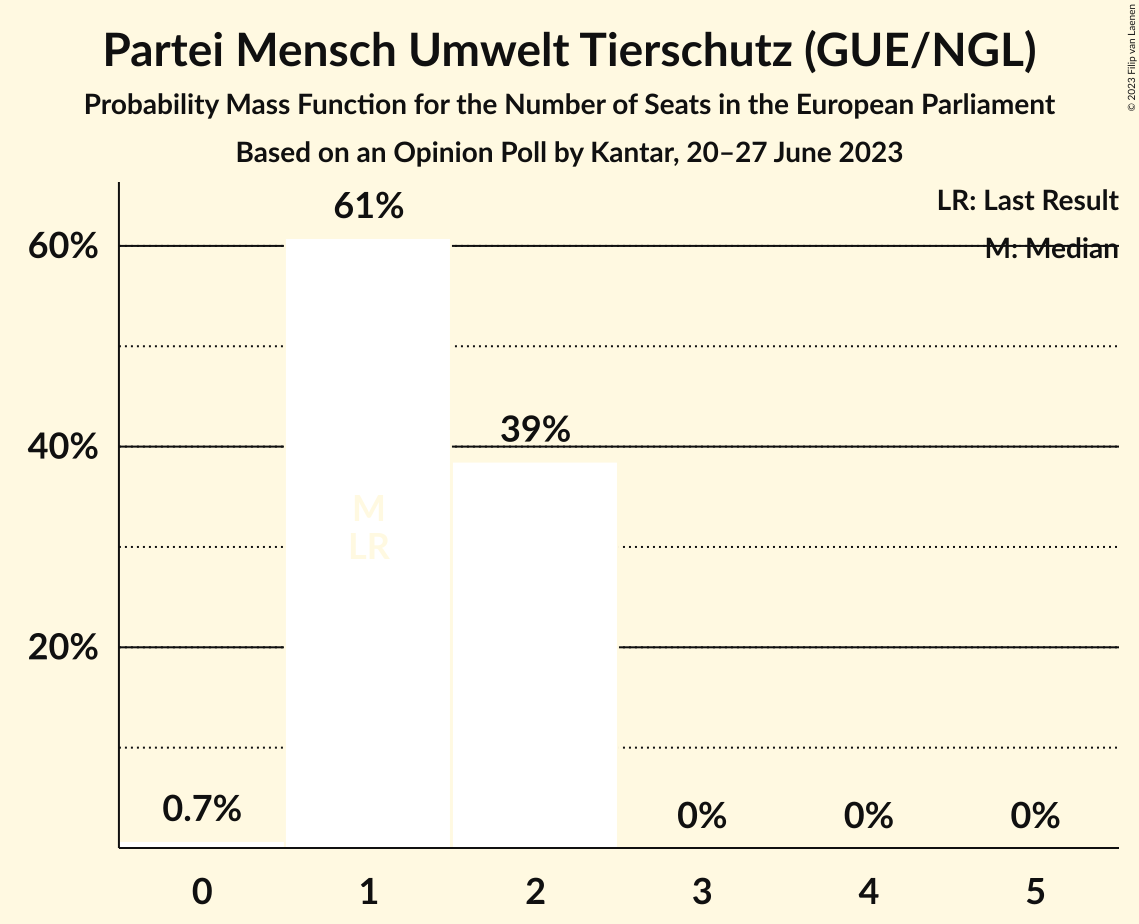 Partei Mensch Umwelt Tierschutz (GUE/NGL)
Probability Mass Function for the Number of Seats in the European Parliament
Based on an Opinion Poll by Kantar, 20–27 June 2023
© 2023 Filip van Laenen
LR: Last Result
M: Median
61%
60%
39%
40%
M
LR
20%
0.7%
0%
0%
0%
0
1
2
3
4
5